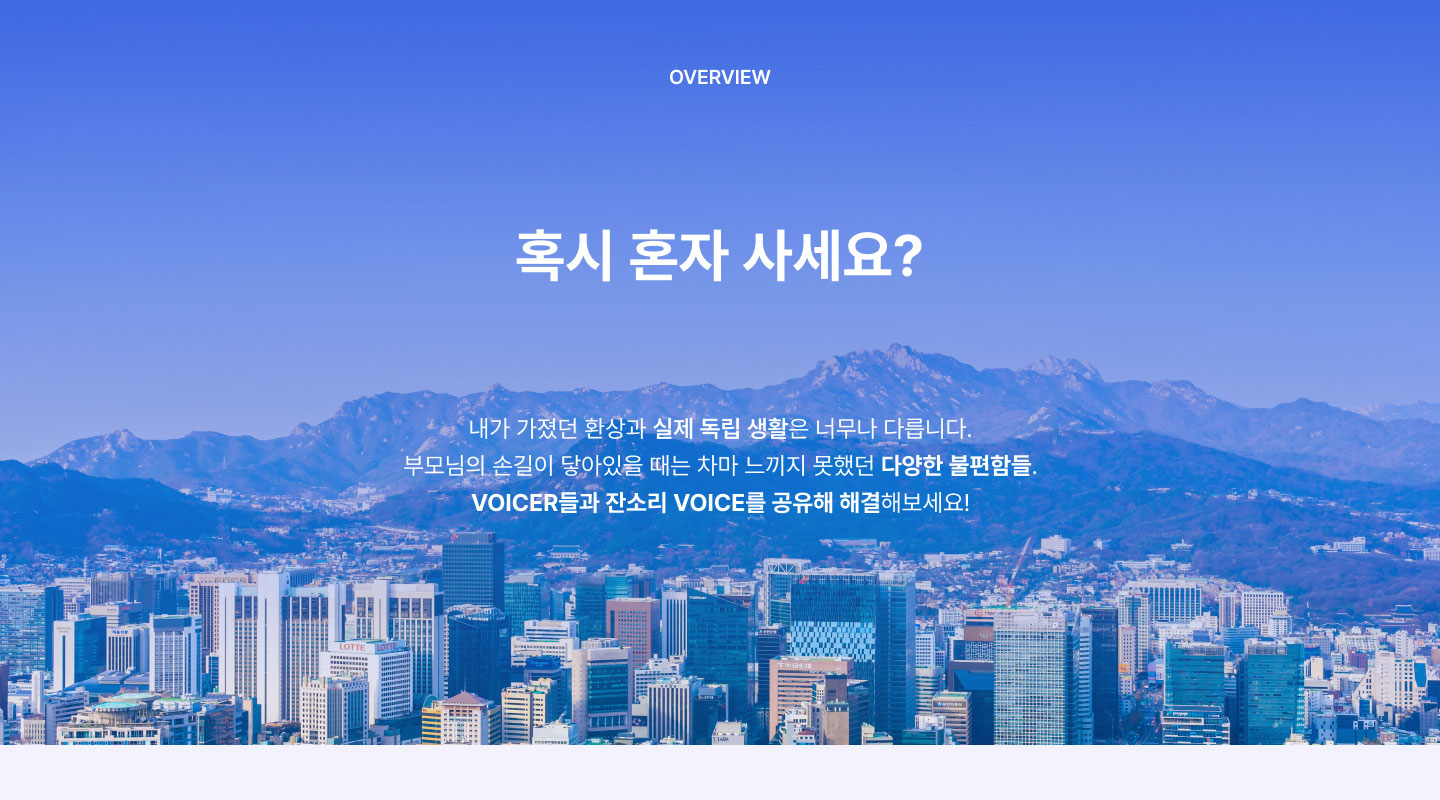 OVERVIEW
혹시 혼자 사세요?
내가 가졌던 환상과 실제 독립 생활은 너무나 다릅니다.
부모님의 손길이 닿아있을 때는 차마 느끼지 못했던 다양한 불편함들.
VOICER들과 잔소리 VOICE를 공유해 해결해보세요!
LOTTE LOTTE